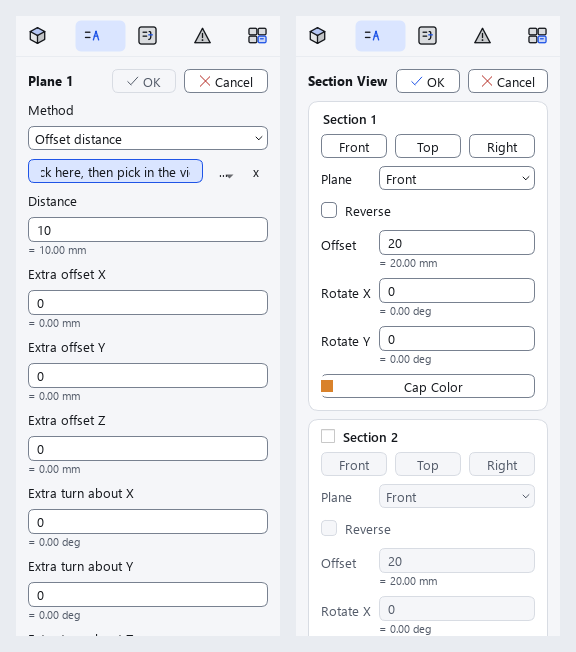 Plane 1
OK
Cancel
Method
Offset distance
ck here, then pick in the vi
...
x
Distance
10
= 10.00 mm
Extra offset X
0
= 0.00 mm
Extra offset Y
0
= 0.00 mm
Extra offset Z
0
= 0.00 mm
Extra turn about X
0
= 0.00 deg
Extra turn about Y
0
= 0.00 deg
Section View
OK
Cancel
Section 1
Front
Top
Right
Plane
Front
Reverse
Offset
20
= 20.00 mm
Rotate X
0
= 0.00 deg
Rotate Y
0
= 0.00 deg
Cap Color
Section 2
Front
Top
Right
Plane
Front
Reverse
Offset
20
= 20.00 mm
Rotate X
0
= 0.00 deg